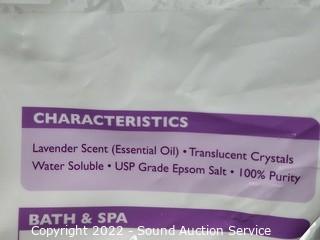 CHARACTERISTICS
Lavender Scent (Essential Oil) • Translucent Crystals
Water Soluble • USP Grade Epsom Salt • 100% Purity
BATH & SPA
Copyright 2022 - Sound Auction Service